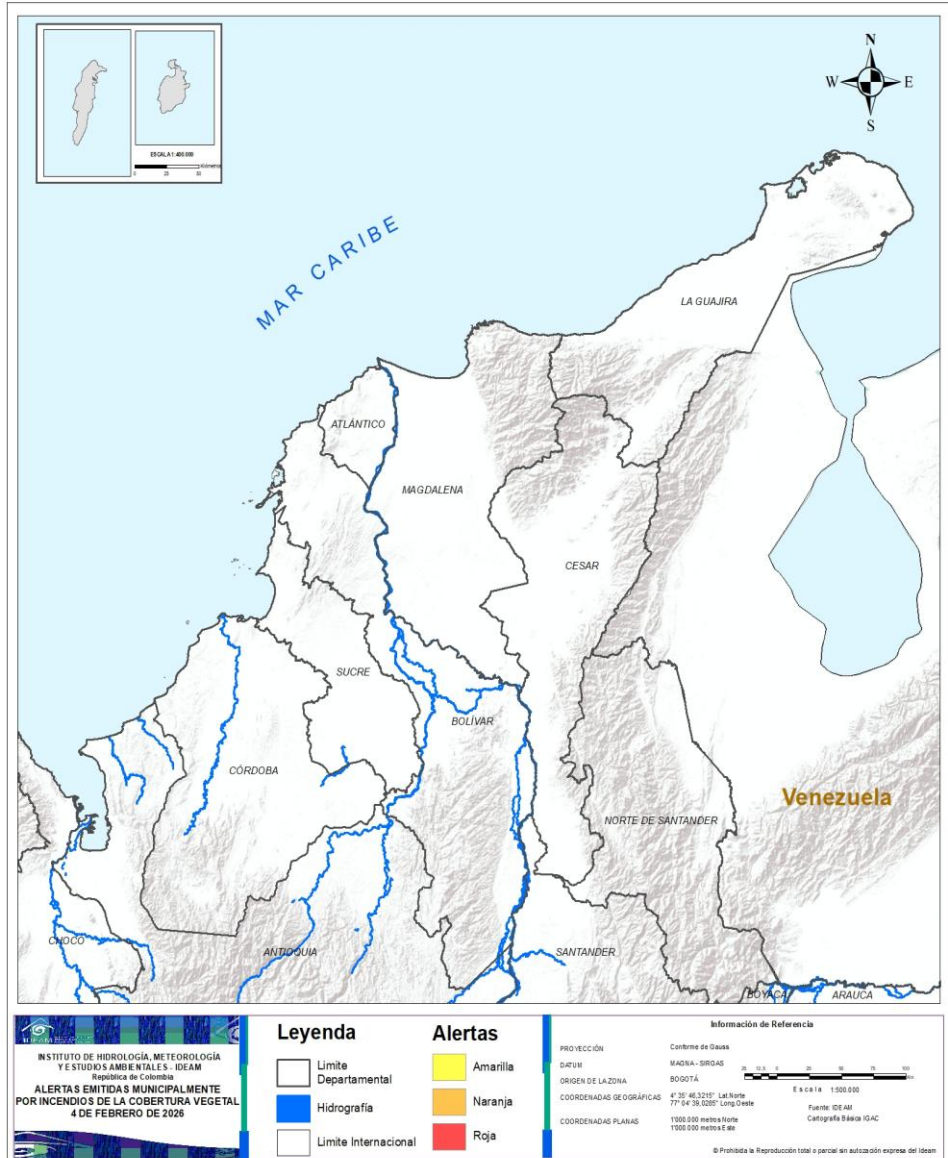 N
W E
S
ESCALA 1: 400.000
Kilómetros
MAR CARIBE
LA GUAJIRA
ATLÁNTICO
MAGDALENA
CESAR
SUCRE
BOLÍVAR
CÓRDOBA
Venezuela
NORTE DE SANTANDER
CHOCÓ
ANTIOQUIA
SANTANDER
BOYACÁ
ARAUCA
IDEAM
INSTITUTO DE HIDROLOGÍA, METEOROLOGÍA
Y ESTUDIOS AMBIENTALES - IDEAM
República de Colombia
ALERTAS EMITIDAS MUNICIPALMENTE
POR INCENDIOS DE LA COBERTURA VEGETAL
4 DE FEBRERO DE 2026
Leyenda
Limite
Departamental
Hidrografía
Limite Internacional
Alertas
Amarilla
Naranja
Roja
Información de Referencia
PROYECCIÓN Conforme de Gauss
DATUM MAGNA - SIRGAS
ORIGEN DE LA ZONA BOGOTÁ
COORDENADAS GEOGRÁFICAS 4° 35' 46,3215" Lat.Norte
77° 04' 39,0285" Long.Oeste
COORDENADAS PLANAS 1'000.000 metros Norte
1'000.000 metros Este
Escala 1:500.000
Fuente: IDEAM
Cartografía Básica IGAC
© Prohibida la Reproducción total o parcial sin autozación expresa del Ideam